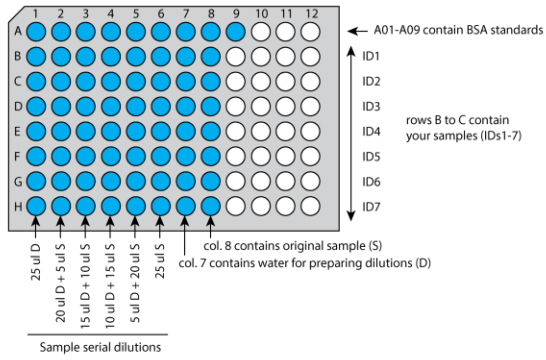 1 2 3 4 5 6 7 8 9 10 11 12
A
B
C
D
E
F
G
H
A01-A09 contain BSA standards
ID1
ID2
ID3
ID4
ID5
ID6
ID7
rows B to C contain
your samples (IDs1-7)
col. 8 contains original sample (S)
col. 7 contains water for preparing dilutions (D)
25 ul D
20 ul D + 5 ul S
15 ul D + 10 ul S
10 ul D + 15 ul S
5 ul D + 20 ul S
25 ul S
Sample serial dilutions